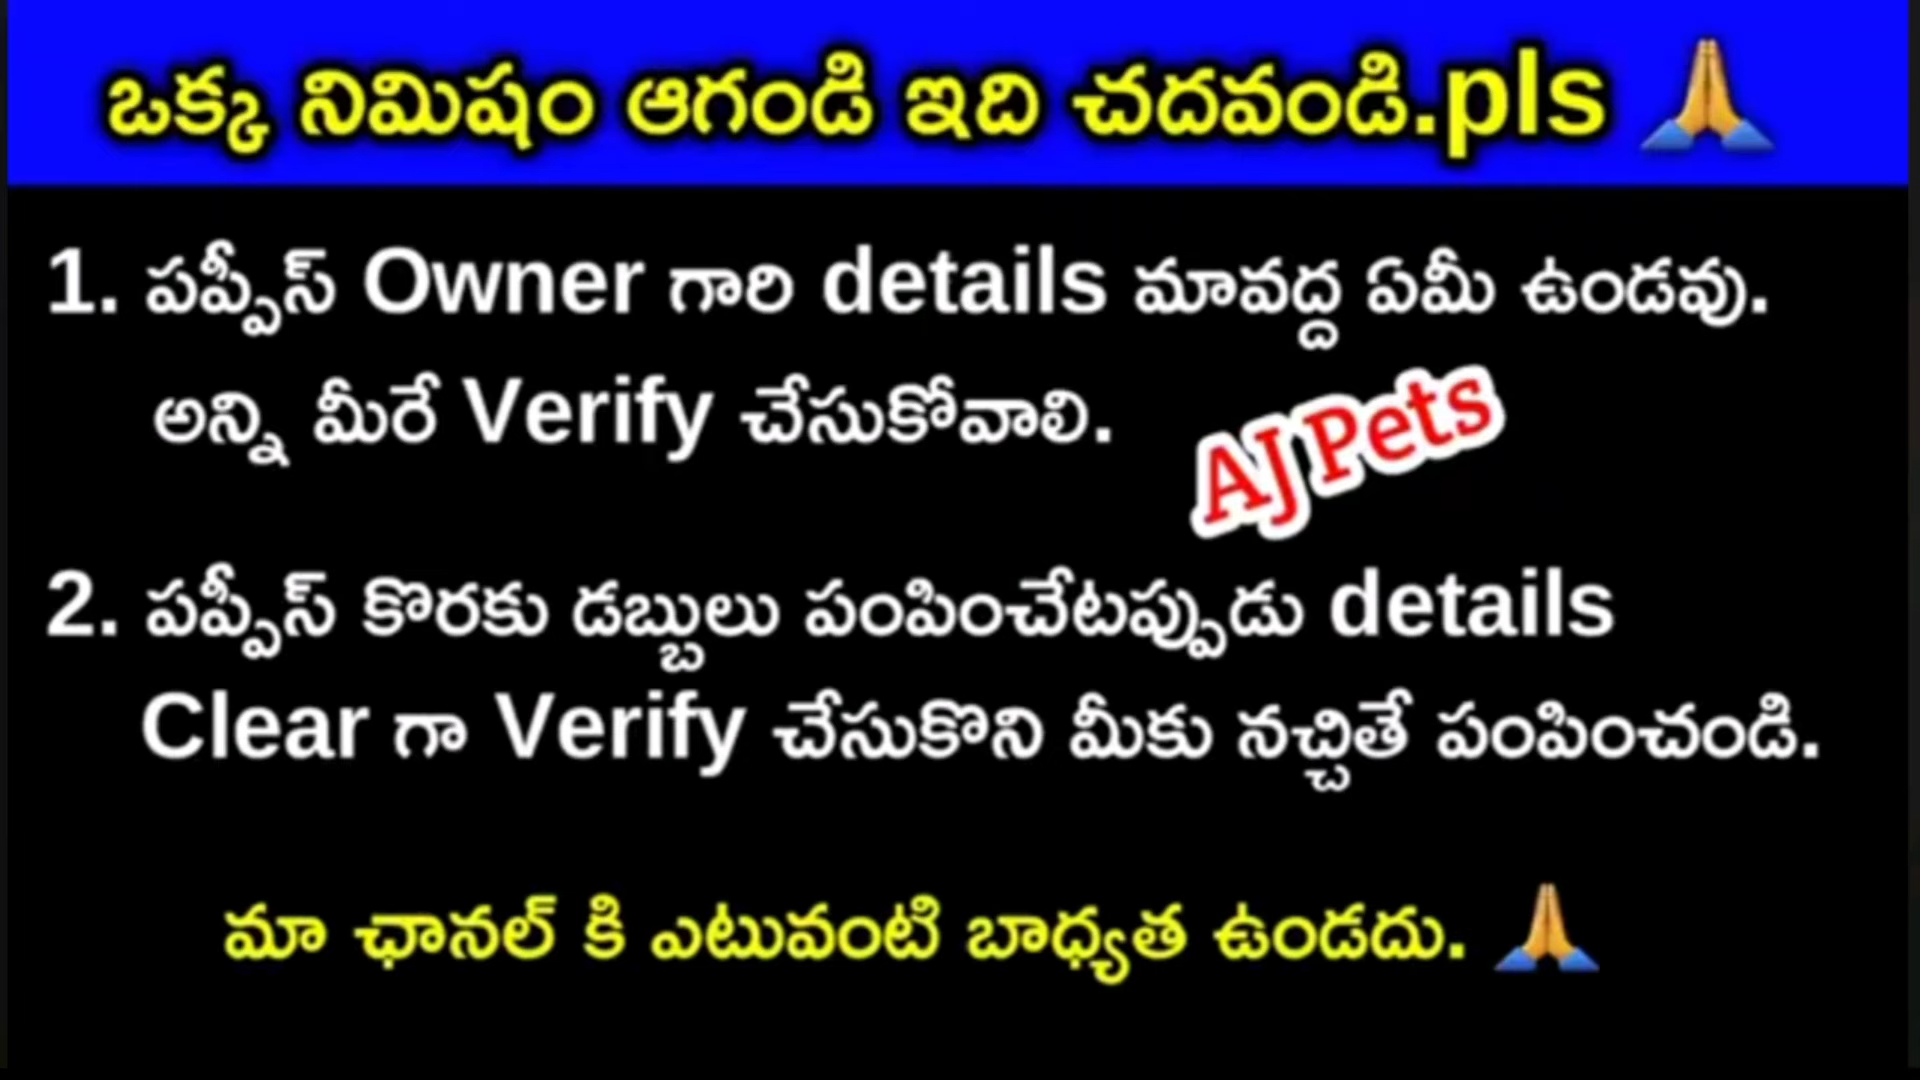 ఒక్క నిమిషం ఆగండి ఇది చదవండి.pls 🙏
1. పప్పీస్ Owner గారి details మావద్ద ఏమీ ఉండవు.
అన్ని మీరే Verify చేసుకోవాలి.
AJ Pets
2. పప్పీస్ కొరకు డబ్బులు పంపించేటప్పుడు details
Clear గా Verify చేసుకొని మీకు నచ్చితే పంపించండి.
మా ఛానల్ కి ఎటువంటి బాధ్యత ఉండదు. 🙏